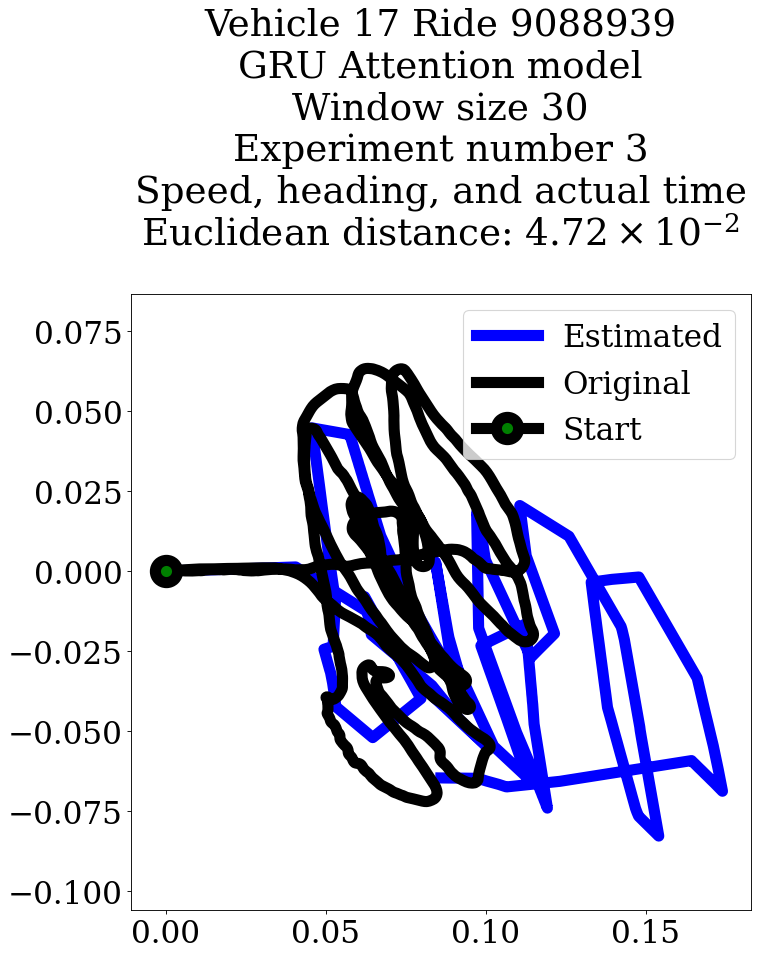 Vehicle 17 Ride 9088939
GRU Attention model
Window size 30
Experiment number 3
Speed, heading, and actual time
Euclidean distance: 4.72 × 10⁻²
Estimated
Original
Start
0.075
0.050
0.025
0.000
−0.025
−0.050
−0.075
−0.100
0.00 0.05 0.10 0.15